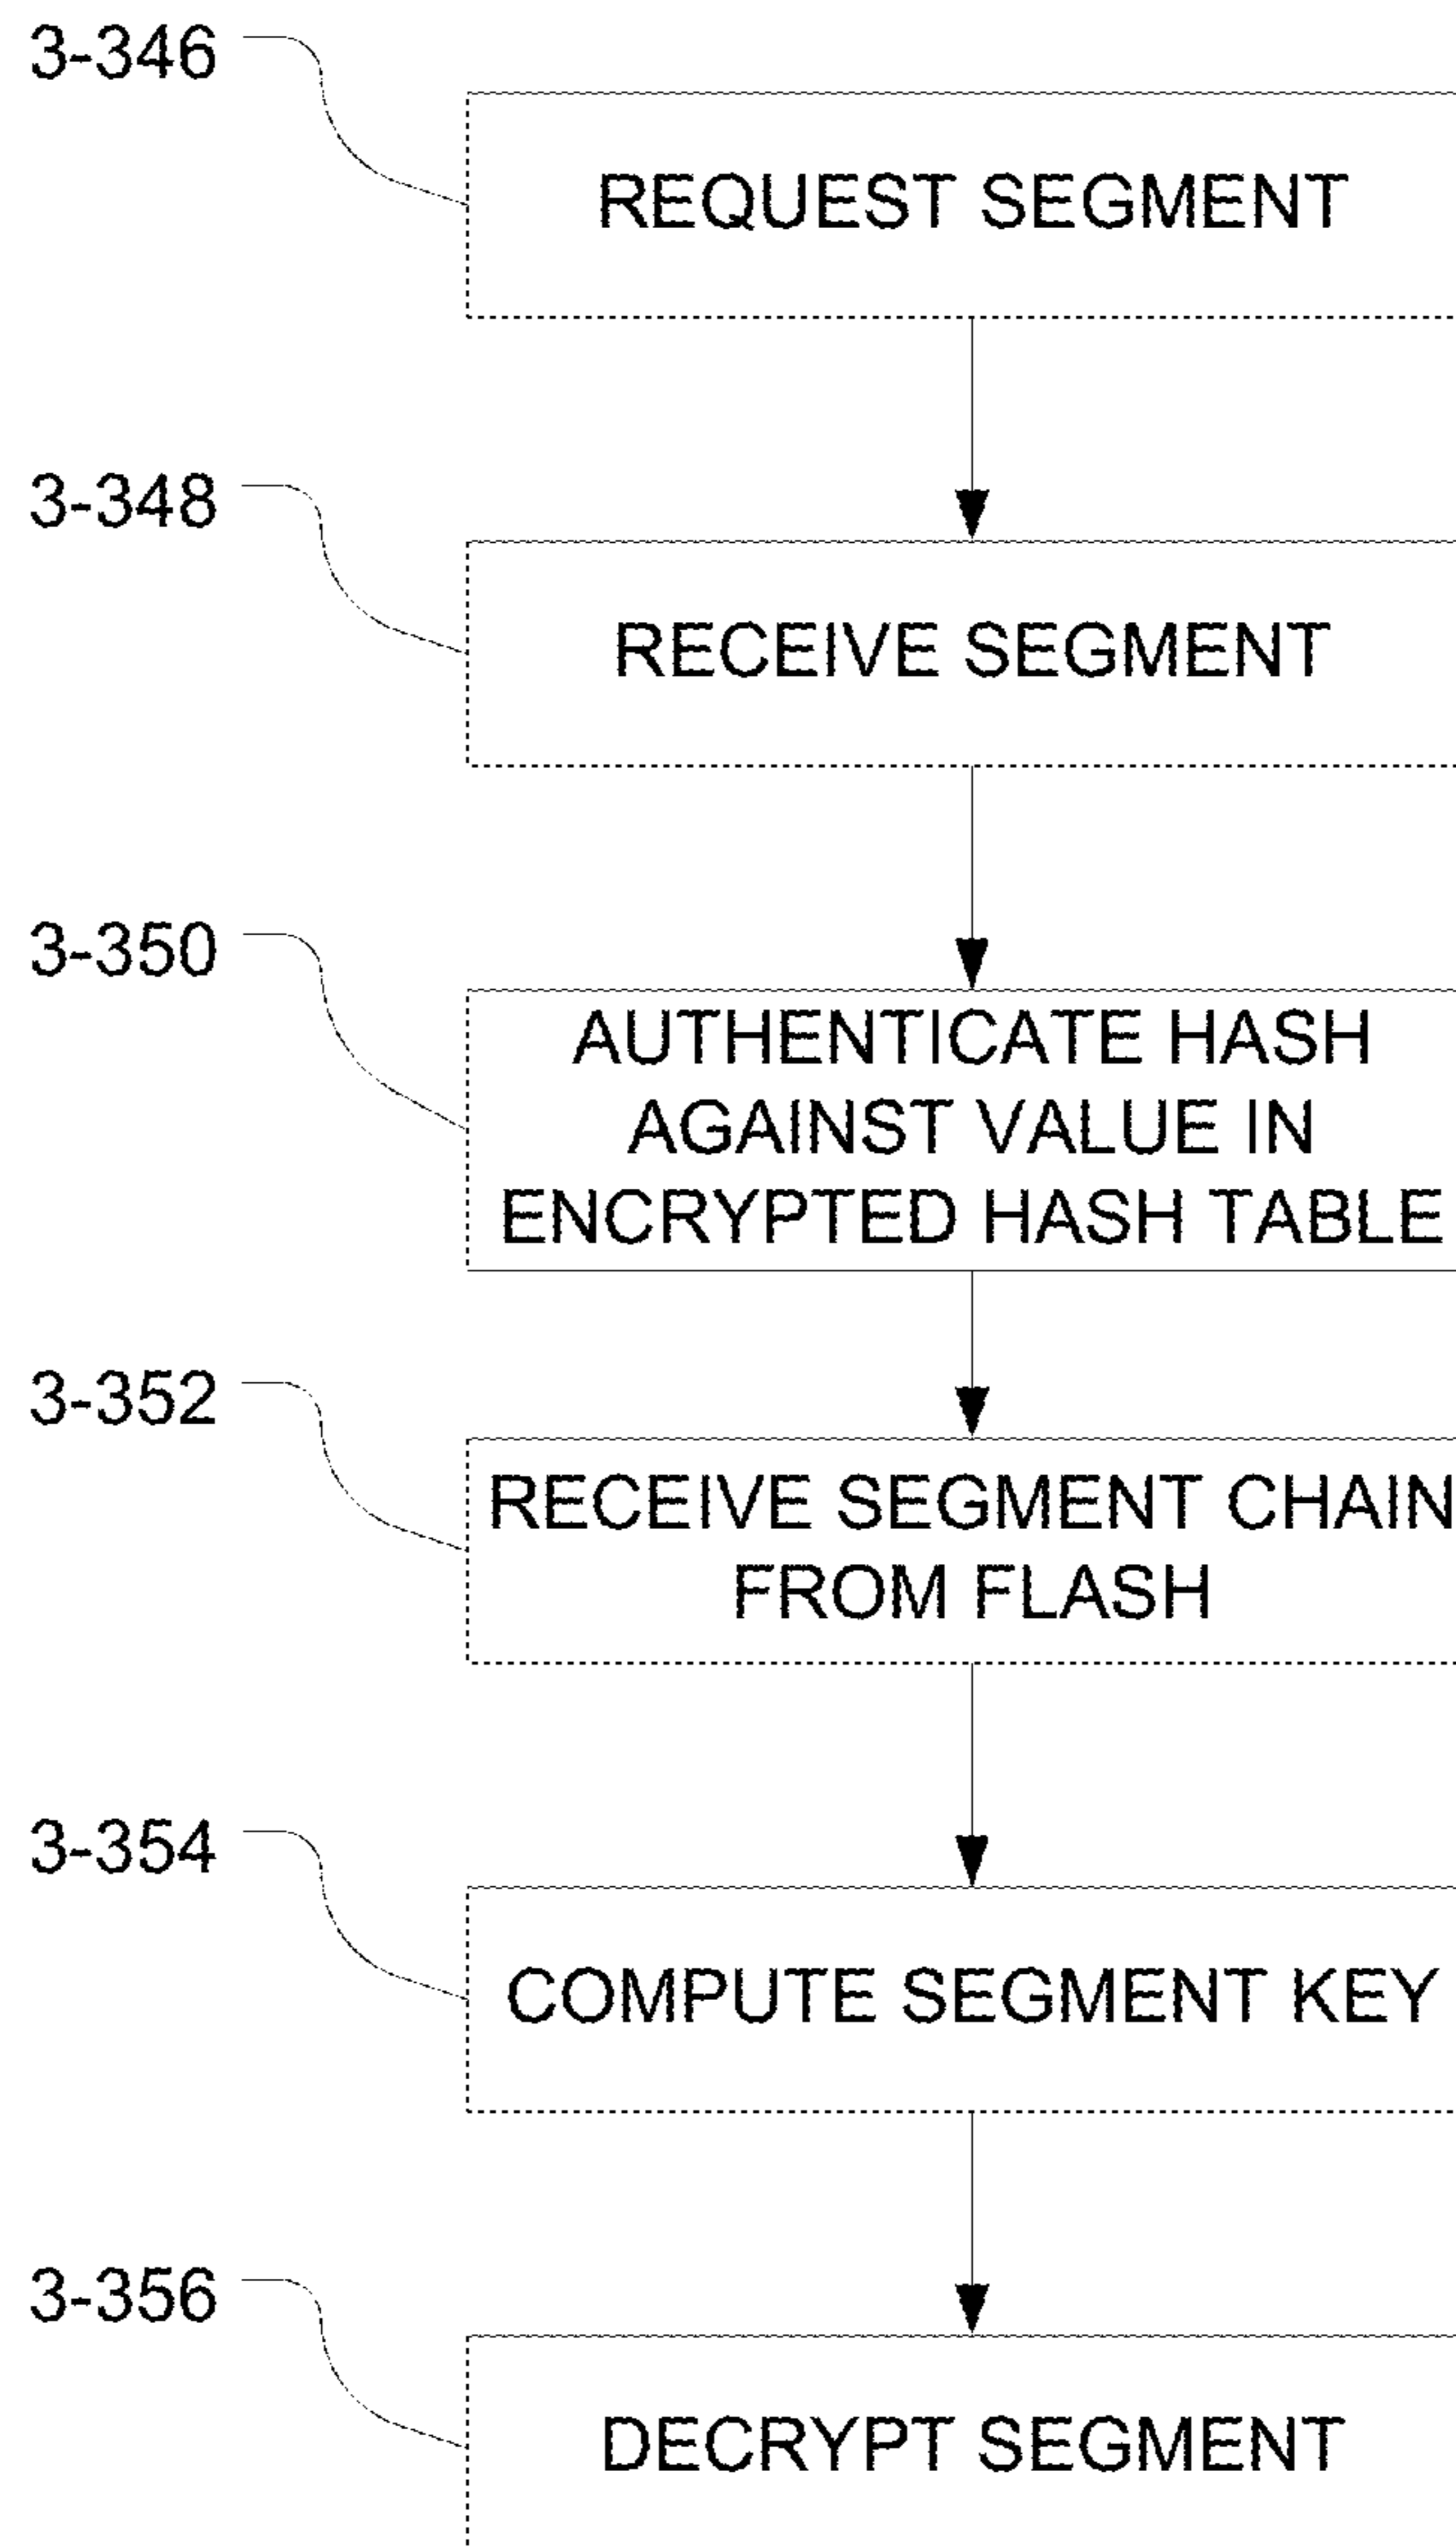 3-346
REQUEST SEGMENT
3-348
RECEIVE SEGMENT
3-350
AUTHENTICATE HASH
AGAINST VALUE IN
ENCRYPTED HASH TABLE
3-352
RECEIVE SEGMENT CHAIN
FROM FLASH
3-354
COMPUTE SEGMENT KEY
3-356
DECRYPT SEGMENT